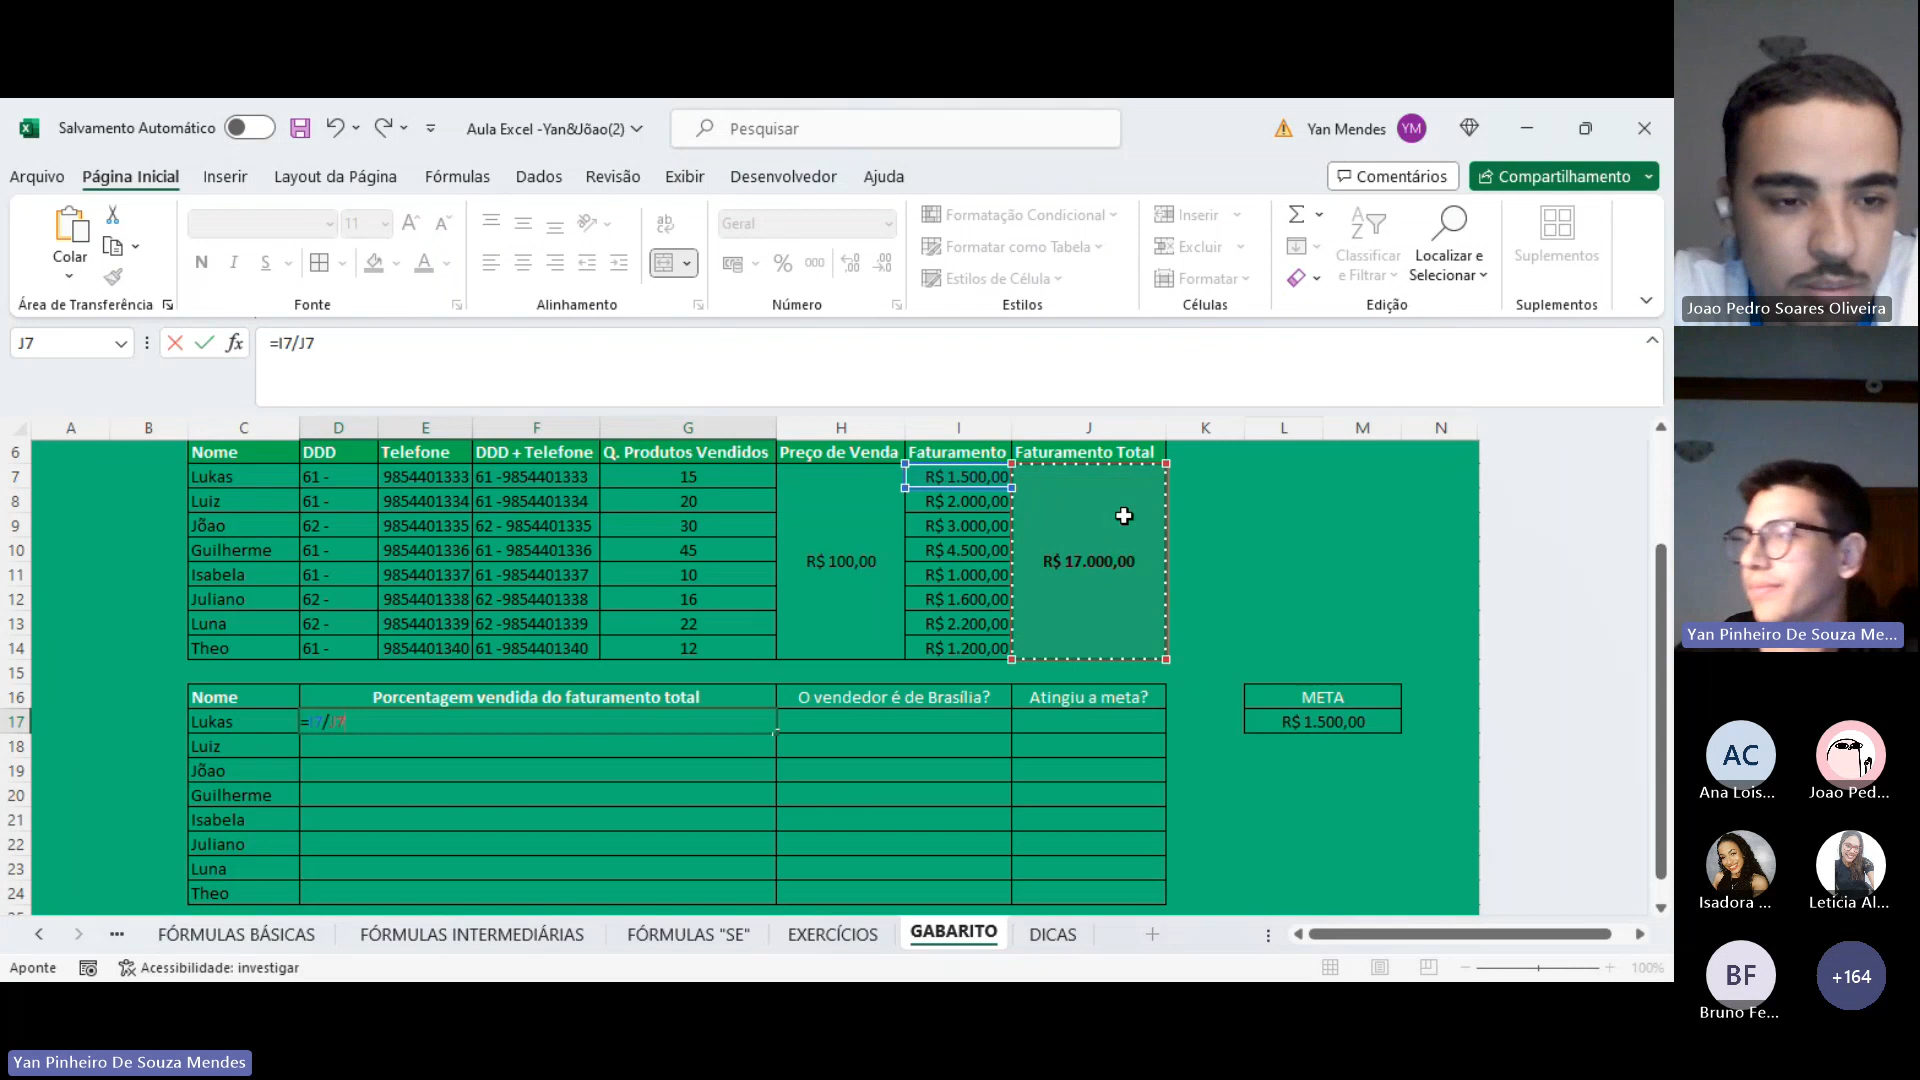 Salvamento Automático
Aula Excel -Yan&Jõao(2)
Pesquisar
Yan Mendes
YM
Arquivo
Página Inicial
Inserir
Layout da Página
Fórmulas
Dados
Revisão
Exibir
Desenvolvedor
Ajuda
Comentários
Compartilhamento
Colar
11
N I S
Geral
Formatação Condicional
Formatar como Tabela
Estilos de Célula
Inserir
Excluir
Formatar
Classificar e Filtrar
Localizar e Selecionar
Suplementos
Área de Transferência
Fonte
Alinhamento
Número
Estilos
Células
Edição
Suplementos
J7
=I7/J7
A B C D E F G H I J K L M N
6 Nome DDD Telefone DDD + Telefone Q. Produtos Vendidos Preço de Venda Faturamento Faturamento Total
7 Lukas 61 - 9854401333 61 -9854401333 15 R$ 1.500,00
8 Luiz 61 - 9854401334 61 -9854401334 20 R$ 2.000,00
9 Jõao 62 - 9854401335 62 - 9854401335 30 R$ 3.000,00
10 Guilherme 61 - 9854401336 61 - 9854401336 45 R$ 4.500,00
R$ 100,00 R$ 17.000,00
11 Isabela 61 - 9854401337 61 -9854401337 10 R$ 1.000,00
12 Juliano 62 - 9854401338 62 -9854401338 16 R$ 1.600,00
13 Luna 62 - 9854401339 62 -9854401339 22 R$ 2.200,00
14 Theo 61 - 9854401340 61 -9854401340 12 R$ 1.200,00
15
16 Nome Porcentagem vendida do faturamento total O vendedor é de Brasília? Atingiu a meta? META
17 Lukas =I7/J7 R$ 1.500,00
18 Luiz
19 Jõao
20 Guilherme
21 Isabela
22 Juliano
23 Luna
24 Theo
FÓRMULAS BÁSICAS
FÓRMULAS INTERMEDIÁRIAS
FÓRMULAS "SE"
EXERCÍCIOS
GABARITO
DICAS
Aponte
Acessibilidade: investigar
100%
Joao Pedro Soares Oliveira
Yan Pinheiro De Souza Me...
AC
Ana Lois...
Joao Ped...
Isadora ...
Letícia Al...
BF
Bruno Fe...
+164
Yan Pinheiro De Souza Mendes